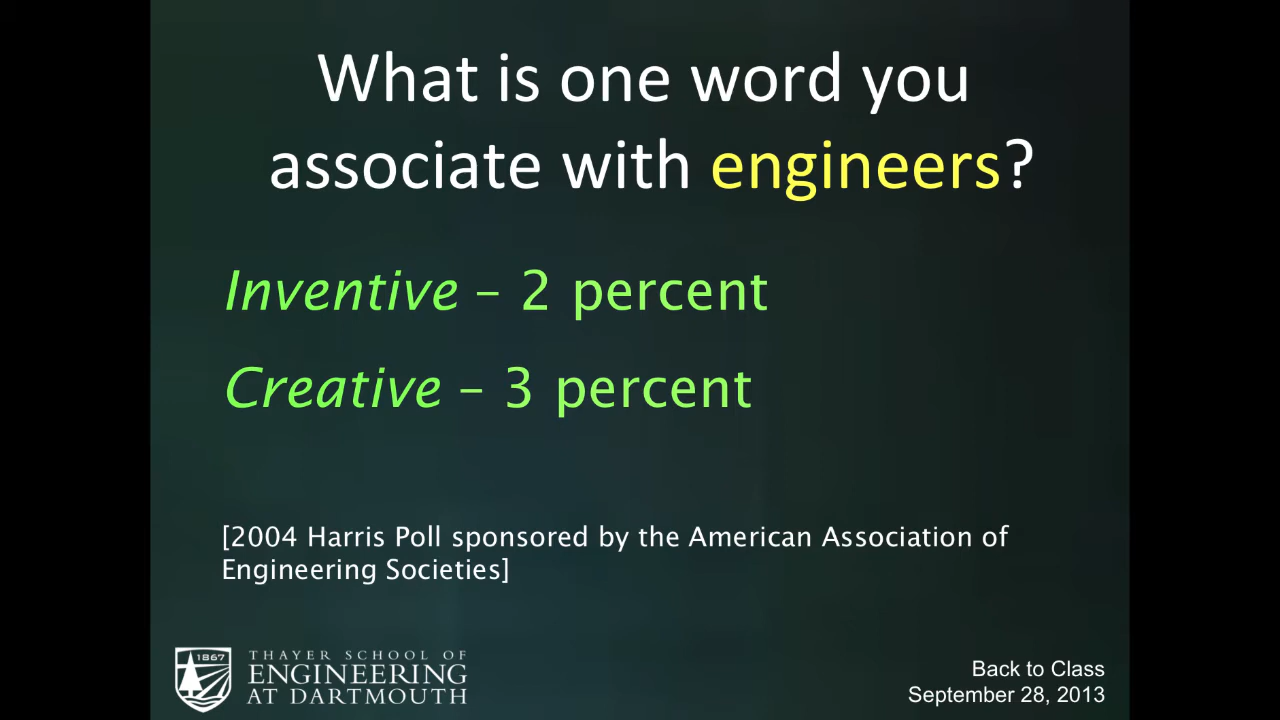 What is one word you
associate with engineers?
Inventive – 2 percent
Creative – 3 percent
[2004 Harris Poll sponsored by the American Association of
Engineering Societies]
1867
THAYER SCHOOL OF
ENGINEERING
AT DARTMOUTH
Back to Class
September 28, 2013